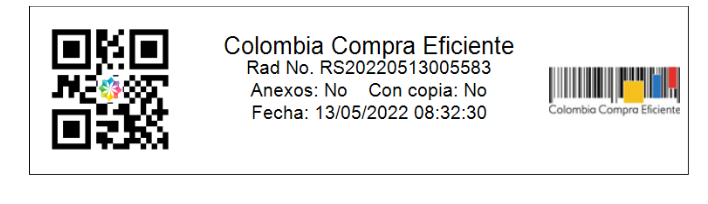 Colombia Compra Eficiente
Rad No. RS20220513005583
Anexos: No    Con copia: No
Fecha: 13/05/2022 08:32:30
Colombia Compra Eficiente